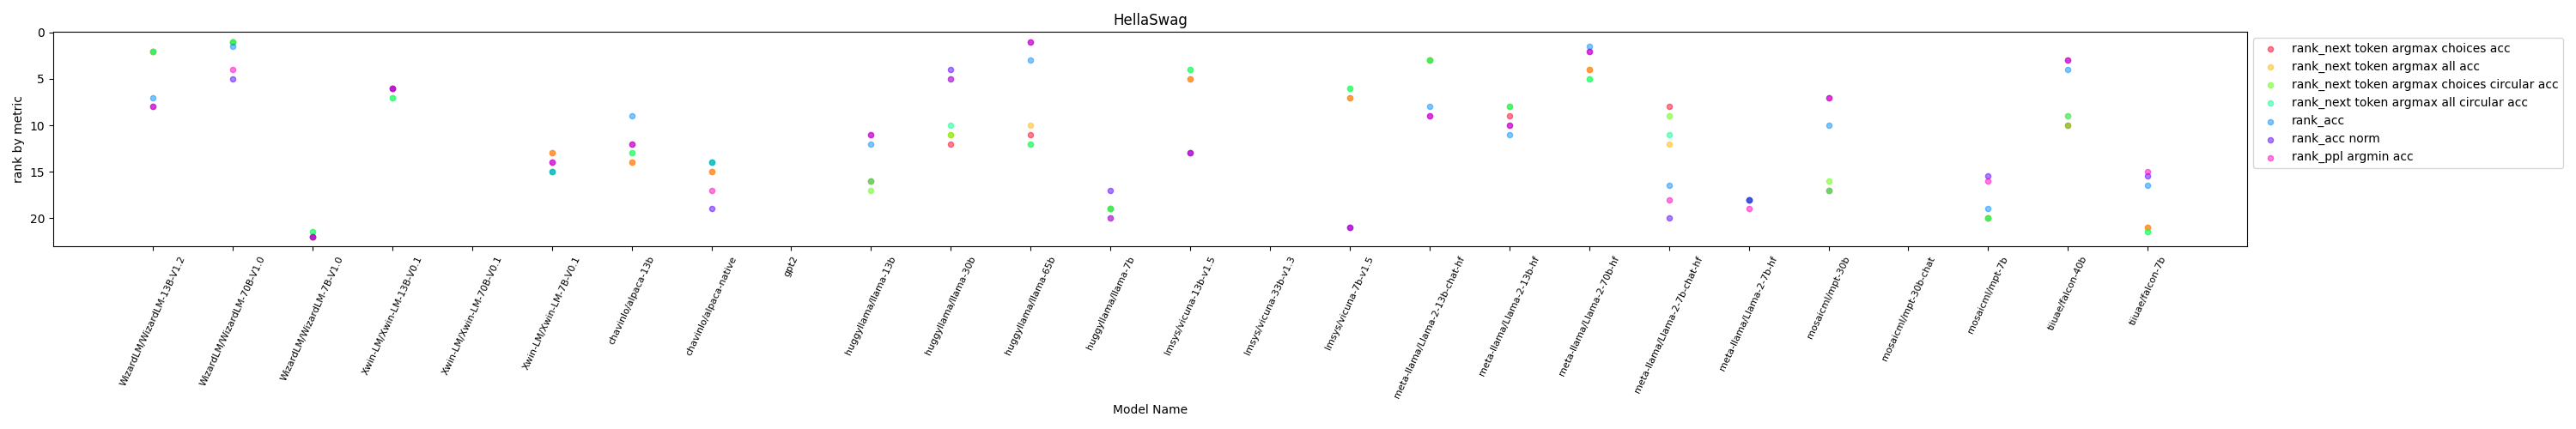 HellaSwag
rank by metric
0
5
10
15
20
WizardLM/WizardLM-13B-V1.2
WizardLM/WizardLM-70B-V1.0
WizardLM/WizardLM-7B-V1.0
Xwin-LM/Xwin-LM-13B-V0.1
Xwin-LM/Xwin-LM-70B-V0.1
Xwin-LM/Xwin-LM-7B-V0.1
chavinlo/alpaca-13b
chavinlo/alpaca-native
gpt2
huggyllama/llama-13b
huggyllama/llama-30b
huggyllama/llama-65b
huggyllama/llama-7b
lmsys/vicuna-13b-v1.5
lmsys/vicuna-33b-v1.3
lmsys/vicuna-7b-v1.5
meta-llama/Llama-2-13b-chat-hf
meta-llama/Llama-2-13b-hf
meta-llama/Llama-2-70b-hf
meta-llama/Llama-2-7b-chat-hf
meta-llama/Llama-2-7b-hf
mosaicml/mpt-30b
mosaicml/mpt-30b-chat
mosaicml/mpt-7b
tiiuae/falcon-40b
tiiuae/falcon-7b
Model Name
rank_next token argmax choices acc
rank_next token argmax all acc
rank_next token argmax choices circular acc
rank_next token argmax all circular acc
rank_acc
rank_acc norm
rank_ppl argmin acc